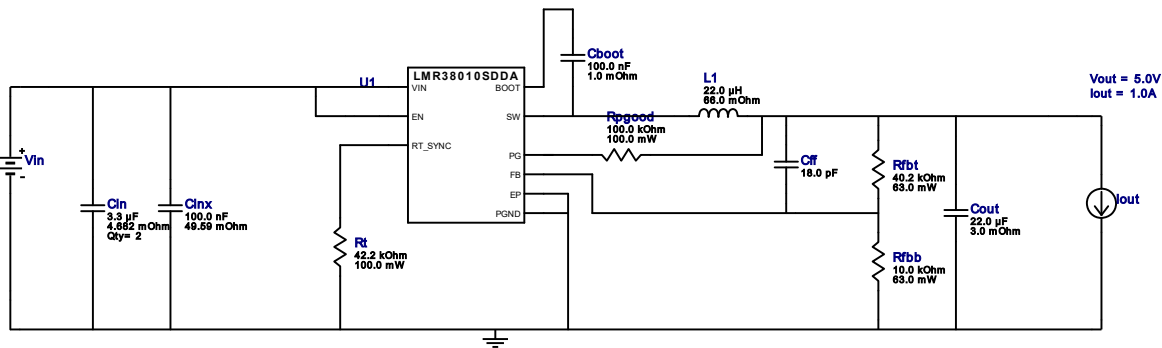 Cboot
100.0 nF
1.0 mOhm
U1
LMR38010SDDA
VIN
BOOT
EN
SW
RT_SYNC
PG
FB
EP
PGND
L1
22.0 µH
66.0 mOhm
Vout = 5.0V
Iout = 1.0A
Rpgood
100.0 kOhm
100.0 mW
+
Vin
-
Cff
18.0 pF
Rfbt
40.2 kOhm
63.0 mW
Cin
3.3 µF
4.682 mOhm
Qty= 2
Cinx
100.0 nF
49.59 mOhm
Cout
22.0 µF
3.0 mOhm
Iout
Rt
42.2 kOhm
100.0 mW
Rfbb
10.0 kOhm
63.0 mW